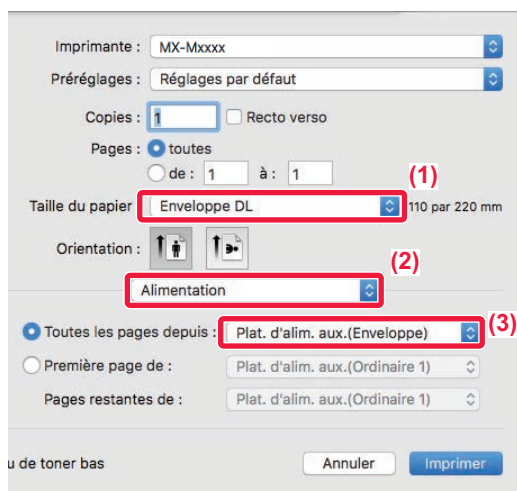 Imprimante : MX-Mxxxx
Préréglages : Réglages par défaut
Copies : 1 Recto verso
Pages : toutes
de : 1 à : 1
(1)
Taille du papier Enveloppe DL 110 par 220 mm
Orientation :
(2)
Alimentation
Toutes les pages depuis : Plat. d'alim. aux.(Enveloppe) (3)
Première page de : Plat. d'alim. aux.(Ordinaire 1)
Pages restantes de : Plat. d'alim. aux.(Ordinaire 1)
u de toner bas Annuler Imprimer